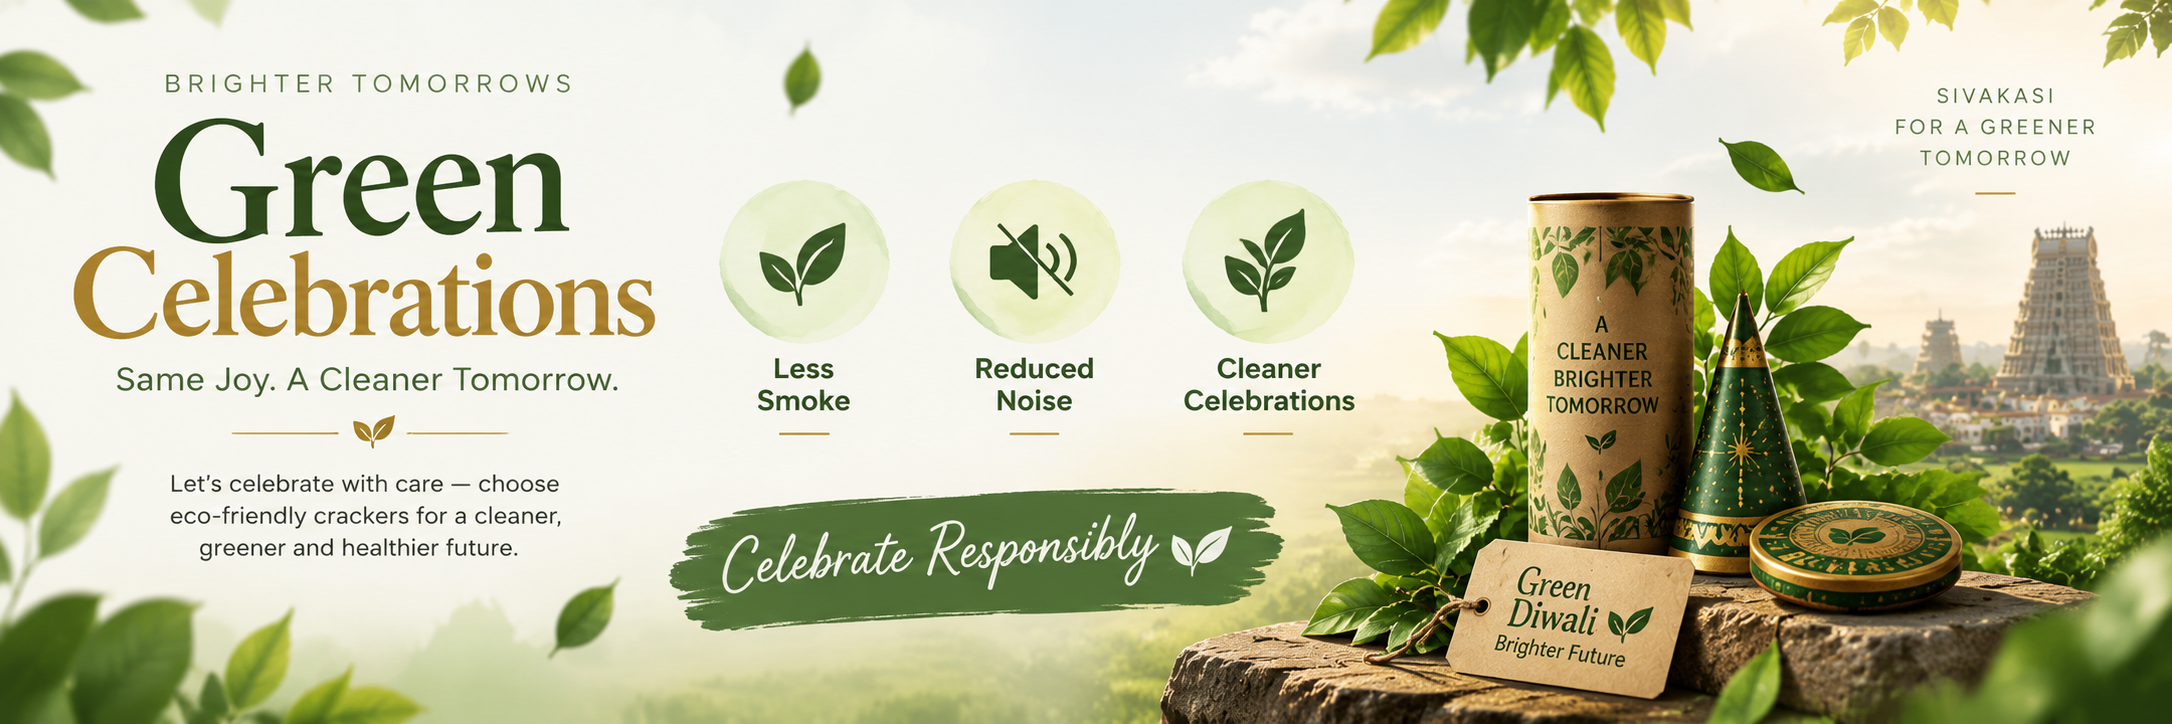 BRIGHTER TOMORROWS
Green
Celebrations
Same Joy. A Cleaner Tomorrow.
Let's celebrate with care — choose
eco-friendly crackers for a cleaner,
greener and healthier future.
Less
Smoke
Reduced
Noise
Cleaner
Celebrations
Celebrate Responsibly
SIVAKASI
FOR A GREENER
TOMORROW
A
CLEANER
BRIGHTER
TOMORROW
Green
Diwali
Brighter Future